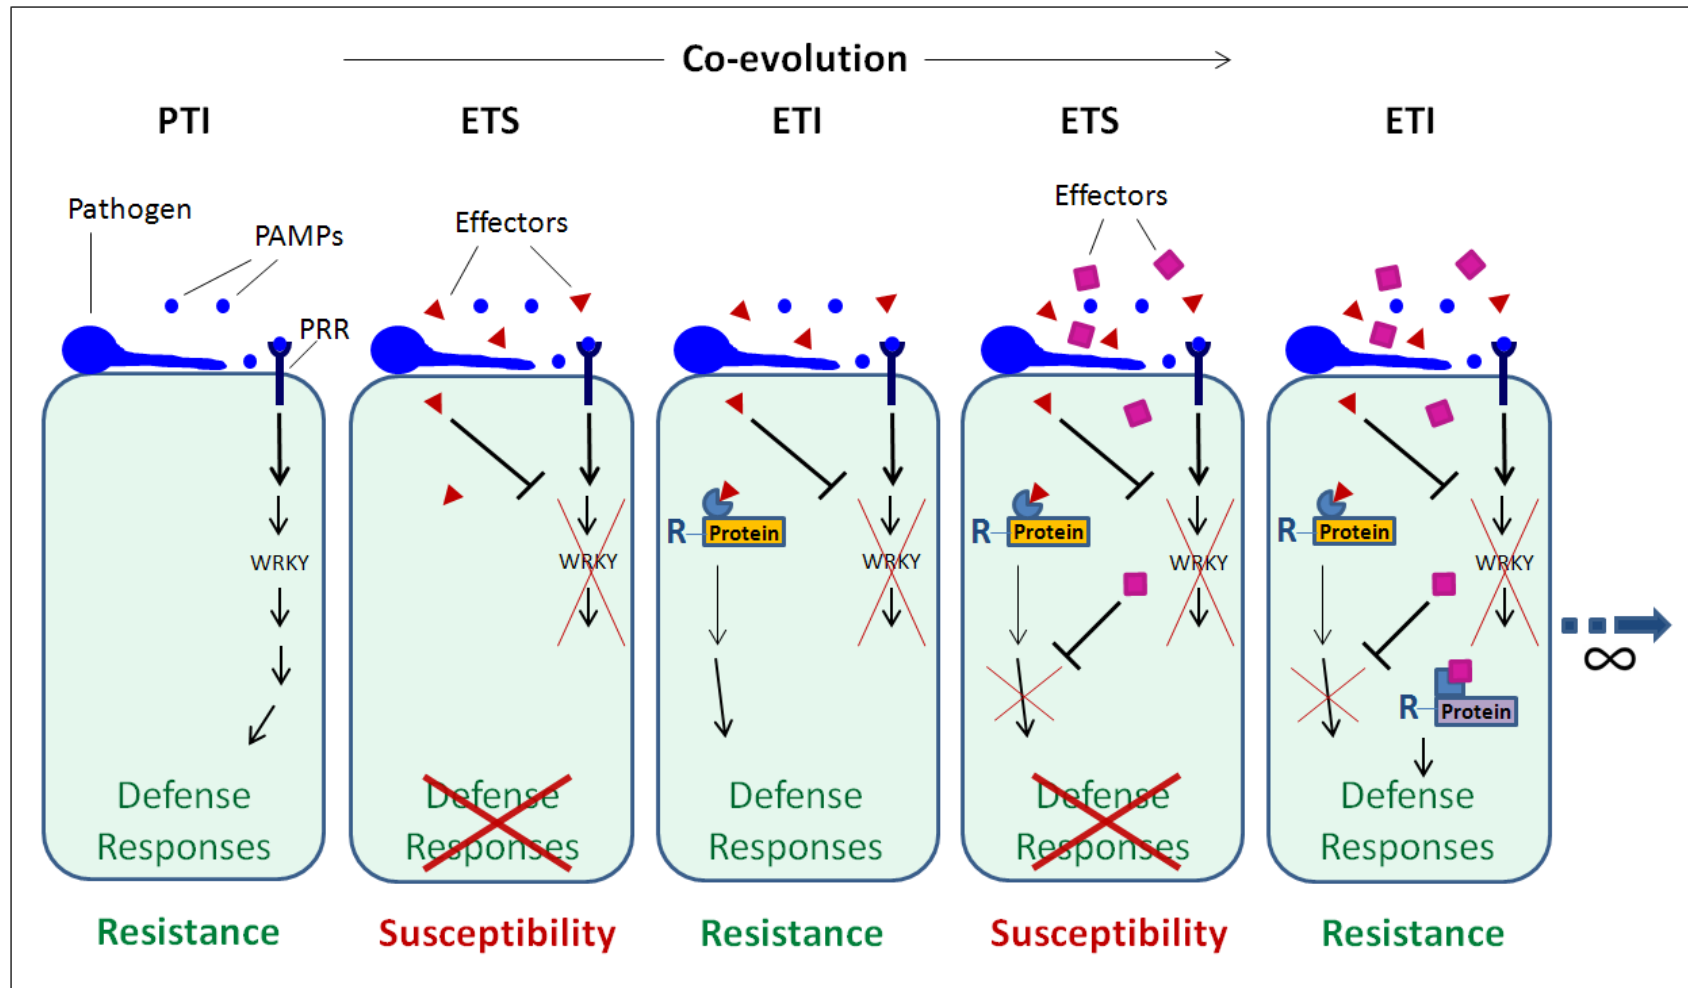 Co-evolution
PTI
ETS
ETI
ETS
ETI
Pathogen
PAMPs
PRR
Effectors
Effectors
WRKY
WRKY
WRKY
WRKY
WRKY
R
Protein
R
Protein
R
Protein
R
Protein
∞
Defense
Responses
Defense
Responses
Defense
Responses
Defense
Responses
Defense
Responses
Resistance
Susceptibility
Resistance
Susceptibility
Resistance